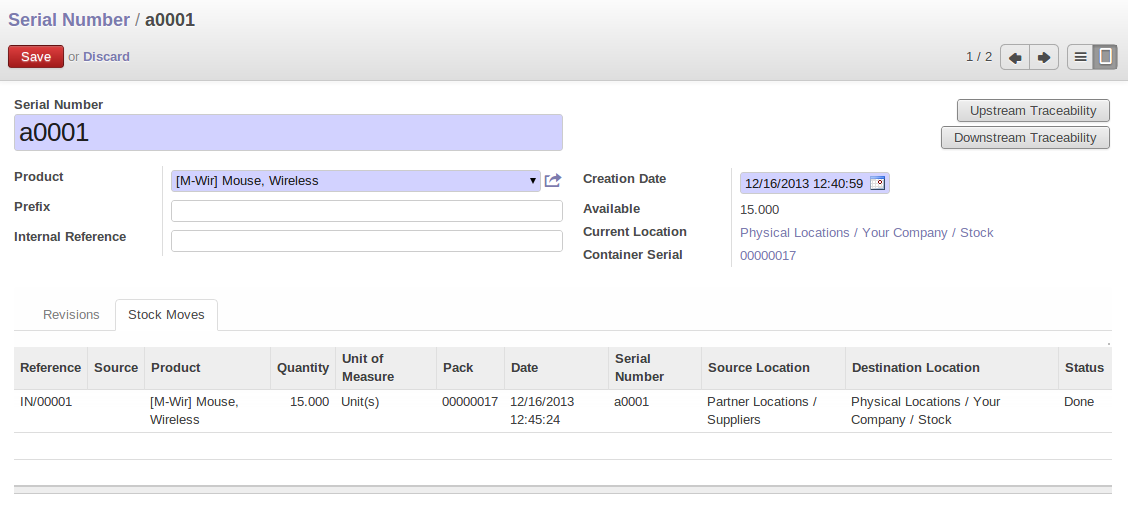 Serial Number / a0001
Save or Discard
1 / 2
Serial Number
a0001
Upstream Traceability
Downstream Traceability
Product [M-Wir] Mouse, Wireless
Prefix
Internal Reference
Creation Date 12/16/2013 12:40:59
Available 15.000
Current Location Physical Locations / Your Company / Stock
Container Serial 00000017
Revisions Stock Moves
Reference Source Product Quantity Unit of Measure Pack Date Serial Number Source Location Destination Location Status
IN/00001 [M-Wir] Mouse, 15.000 Unit(s) 00000017 12/16/2013 a0001 Partner Locations / Physical Locations / Your Done
Wireless 12:45:24 Suppliers Company / Stock